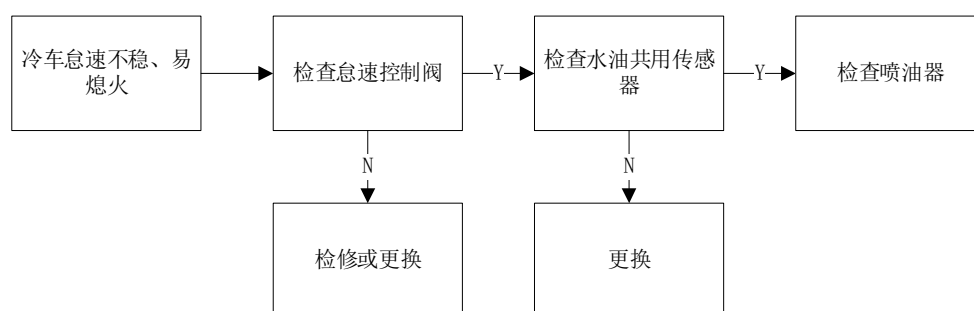 冷车怠速不稳、易
熄火
检查怠速控制阀
Y
检查水油共用传感
器
Y
检查喷油器
N
N
检修或更换
更换